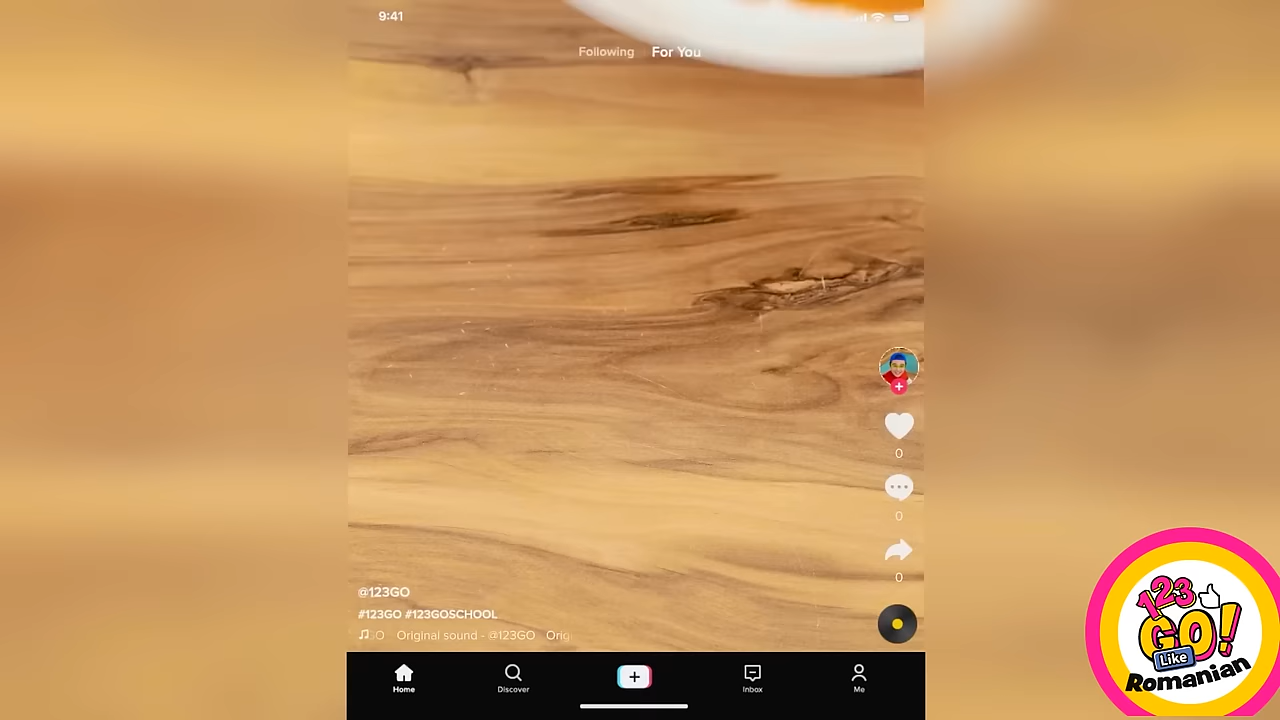 9:41
Following For You
0
0
0
@123GO
#123GO #123GOSCHOOL
O Original sound - @123GO Orig
Home Discover Inbox Me
123
GO!
Like
Romanian